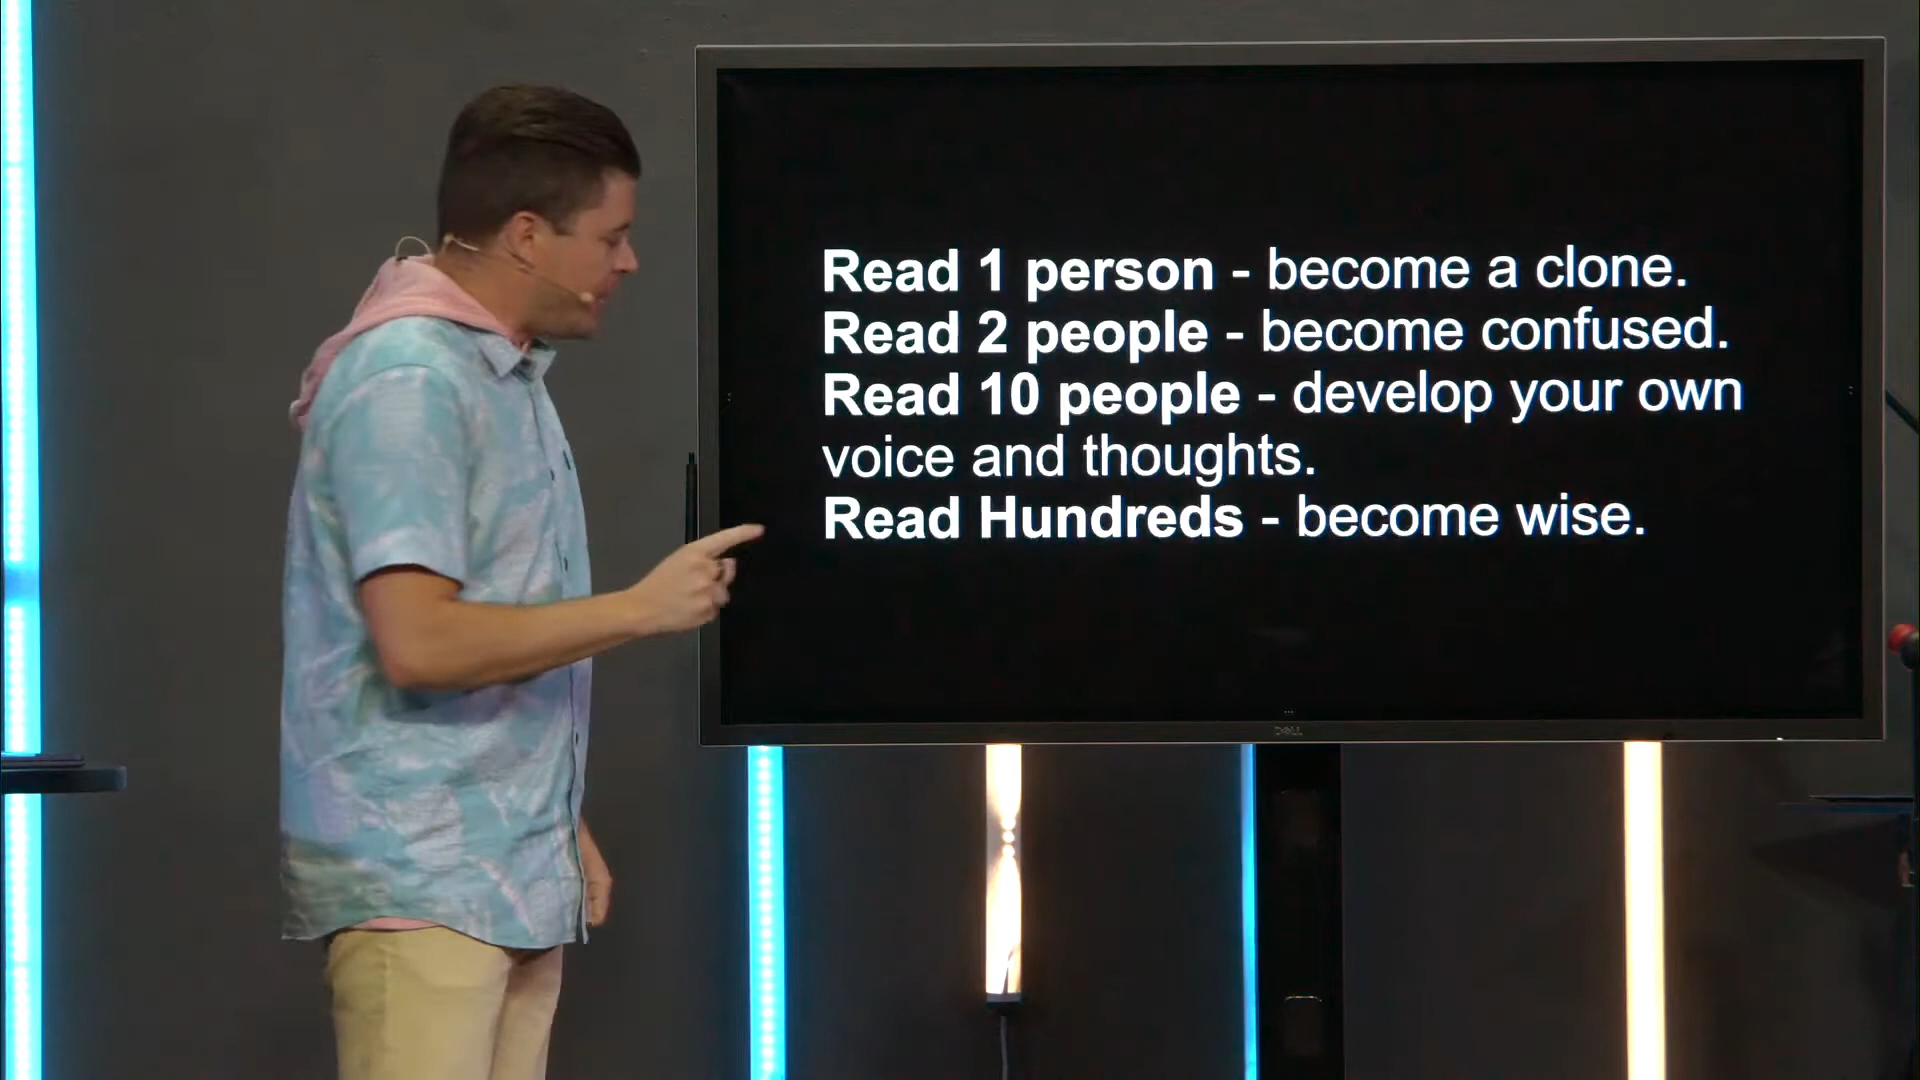 Read 1 person - become a clone.
Read 2 people - become confused.
Read 10 people - develop your own
voice and thoughts.
Read Hundreds - become wise.
DELL